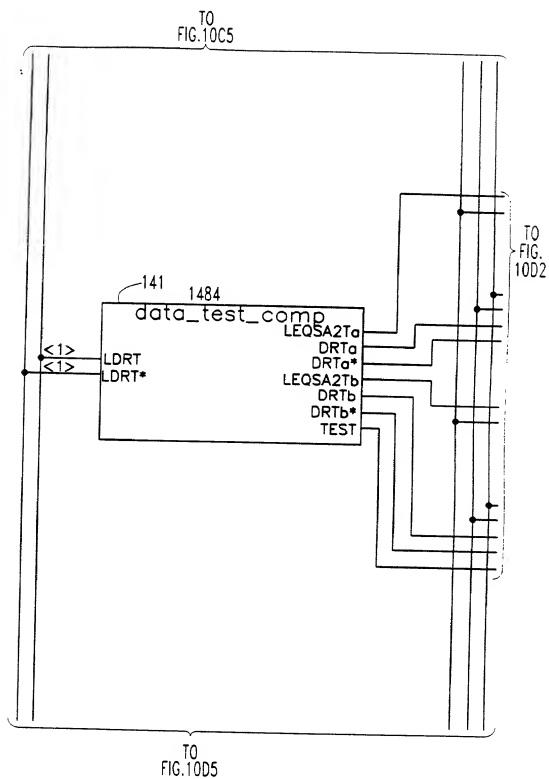 TO
FIG.10C5
TO
FIG.
10D2
141
1484
data_test_comp
LEQSA2Ta
<1>
LDRT
DRTa
<1>
LDRT*
DRTa*
LEQSA2Tb
DRTb
DRTb*
TEST
TO
FIG.10D5